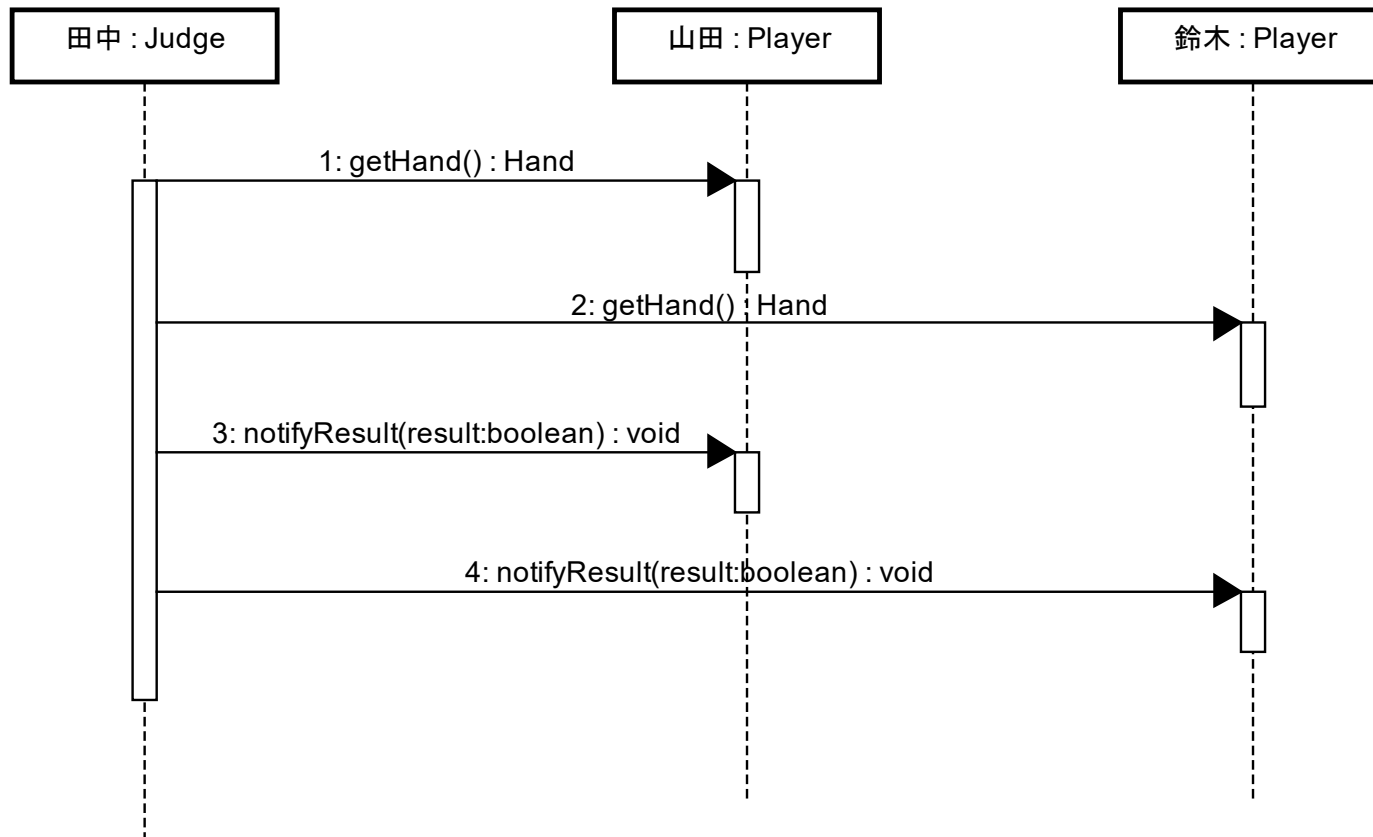 田中 : Judge
山田 : Player
鈴木 : Player
1: getHand() : Hand
2: getHand() : Hand
3: notifyResult(result:boolean) : void
4: notifyResult(result:boolean) : void